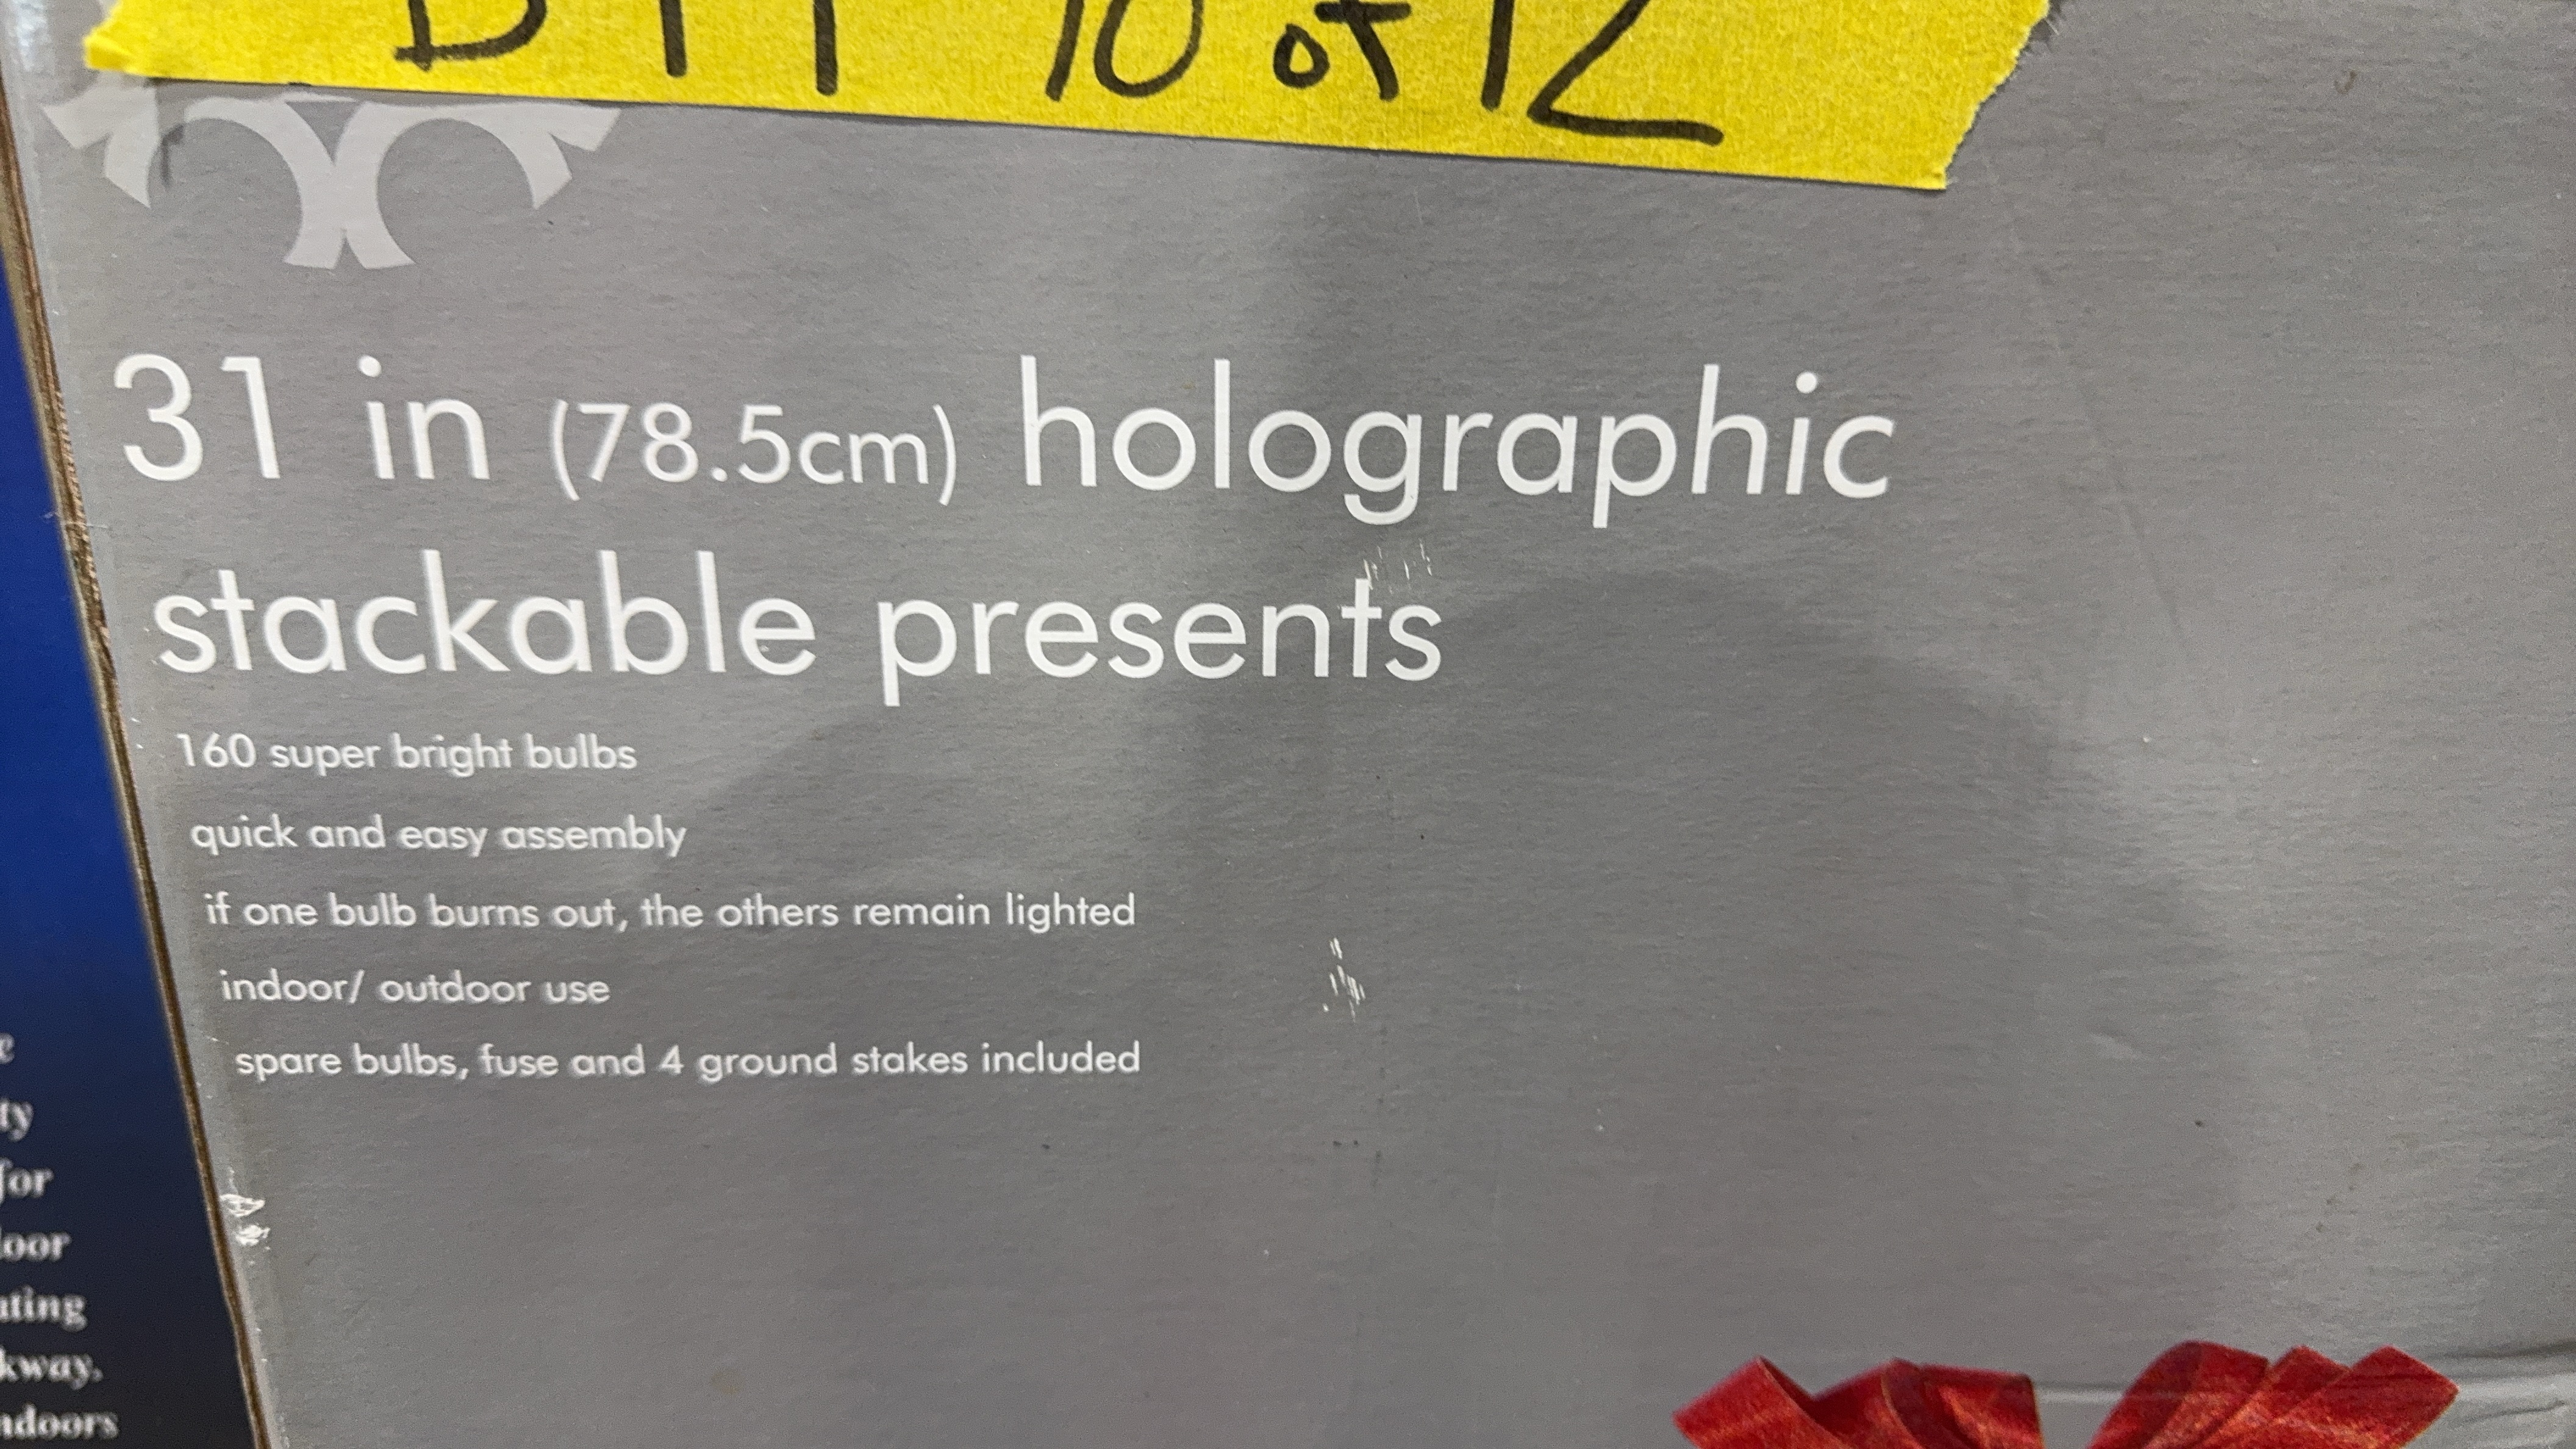 10 of 12
31 in (78.5cm) holographic
stackable presents
160 super bright bulbs
quick and easy assembly
if one bulb burns out, the others remain lighted
indoor/ outdoor use
spare bulbs, fuse and 4 ground stakes included
ty
for
loor
ating
kway.
ndoors